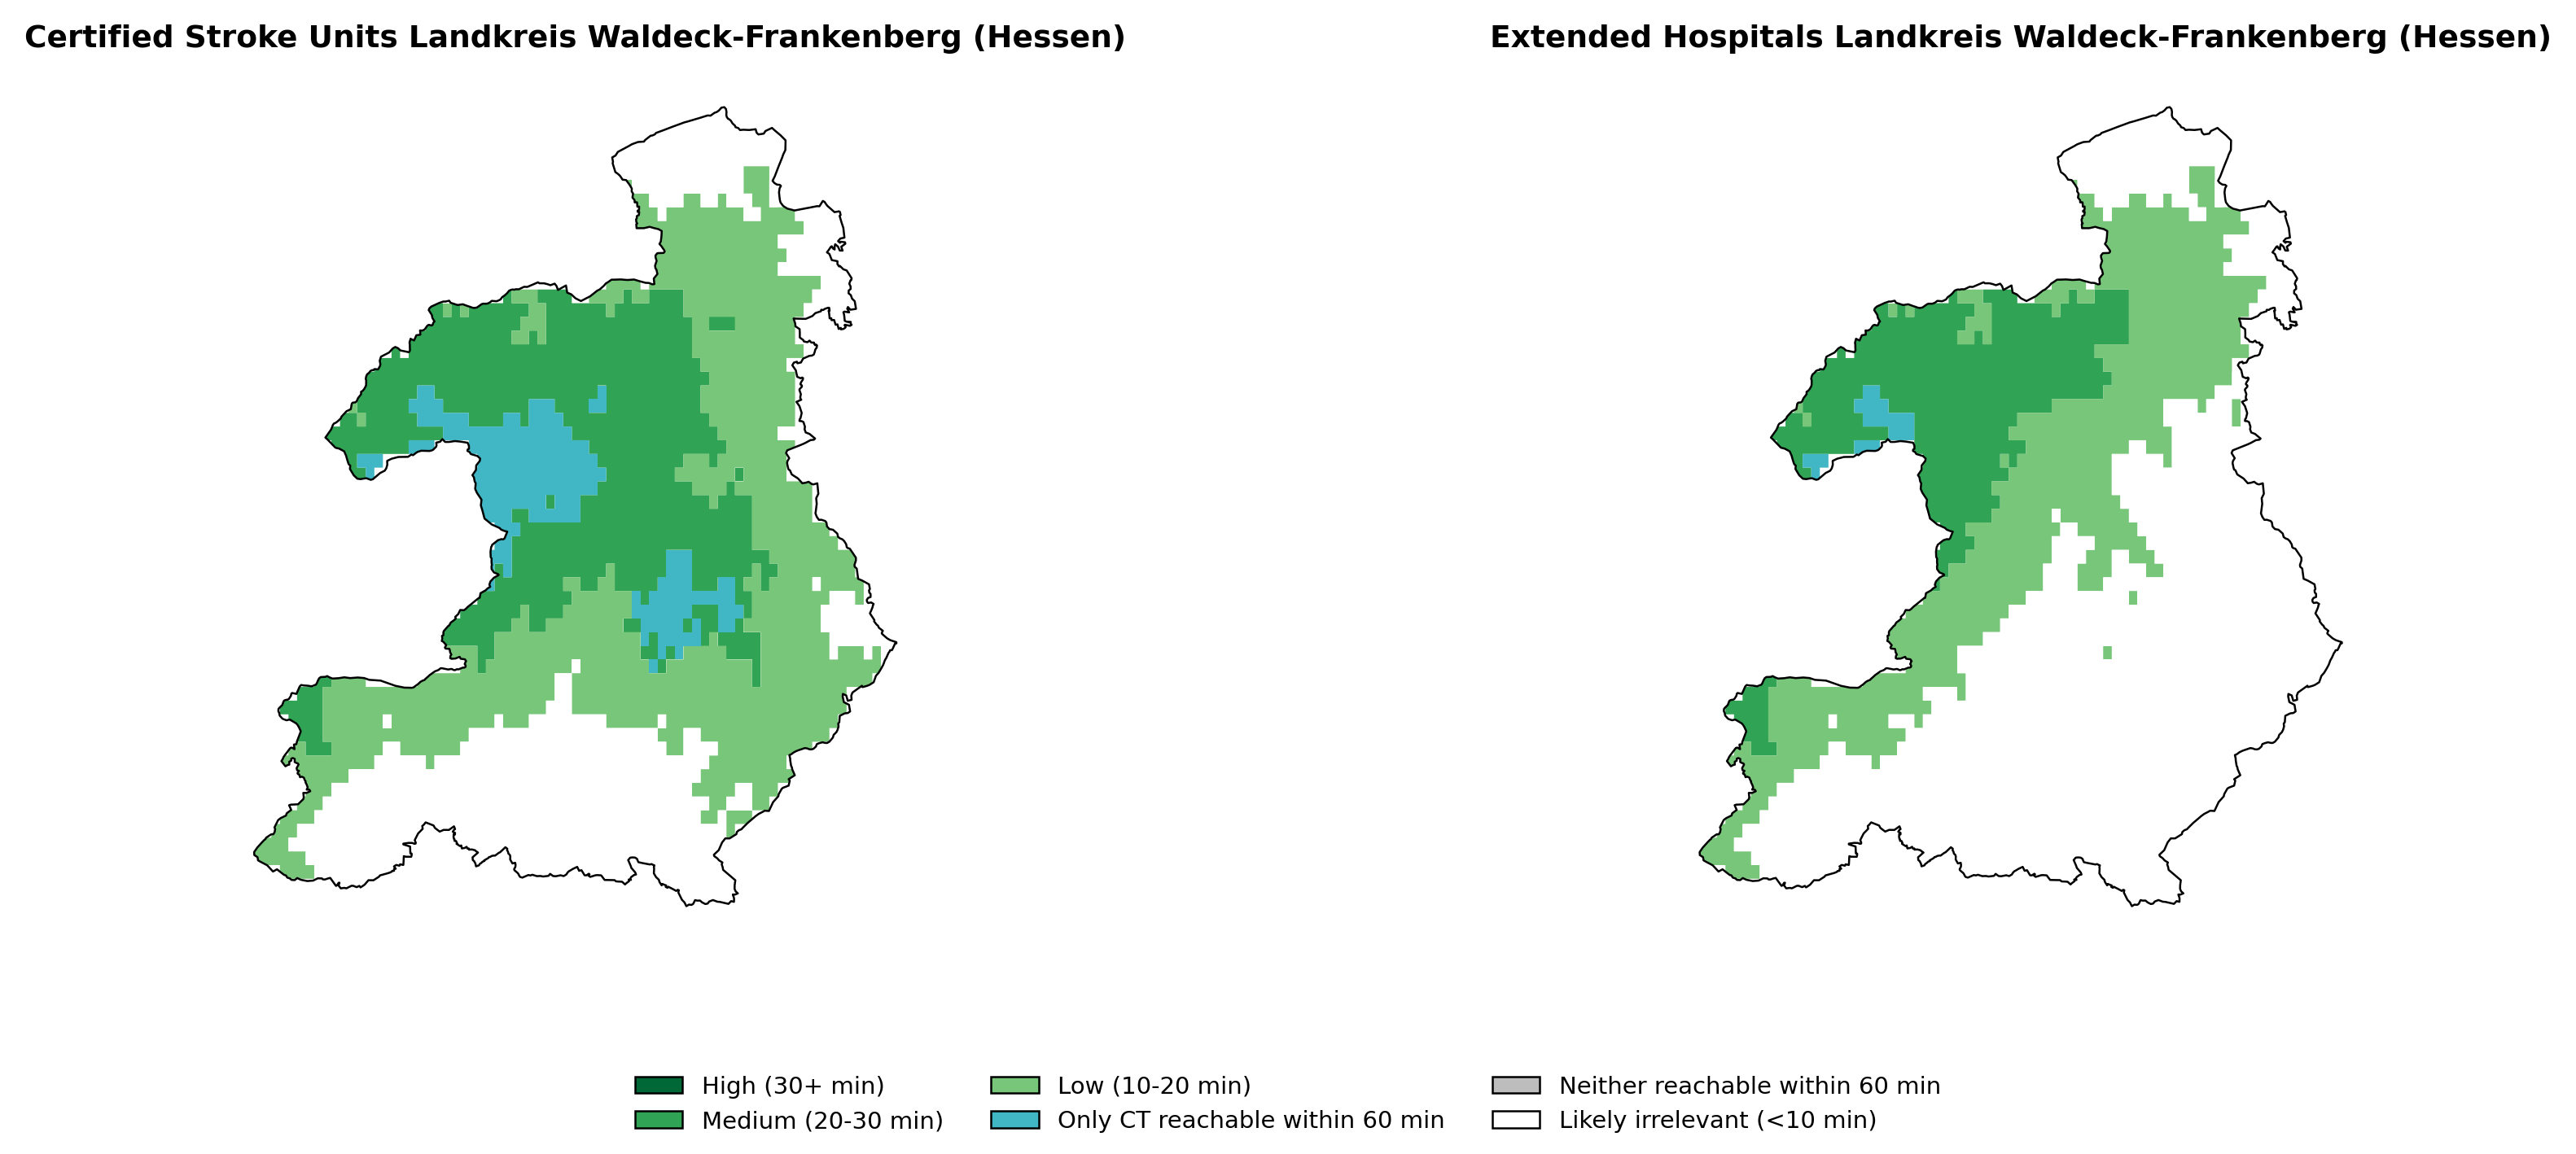 Certified Stroke Units Landkreis Waldeck-Frankenberg (Hessen)
Extended Hospitals Landkreis Waldeck-Frankenberg (Hessen)
High (30+ min)
Medium (20-30 min)
Low (10-20 min)
Only CT reachable within 60 min
Neither reachable within 60 min
Likely irrelevant (<10 min)